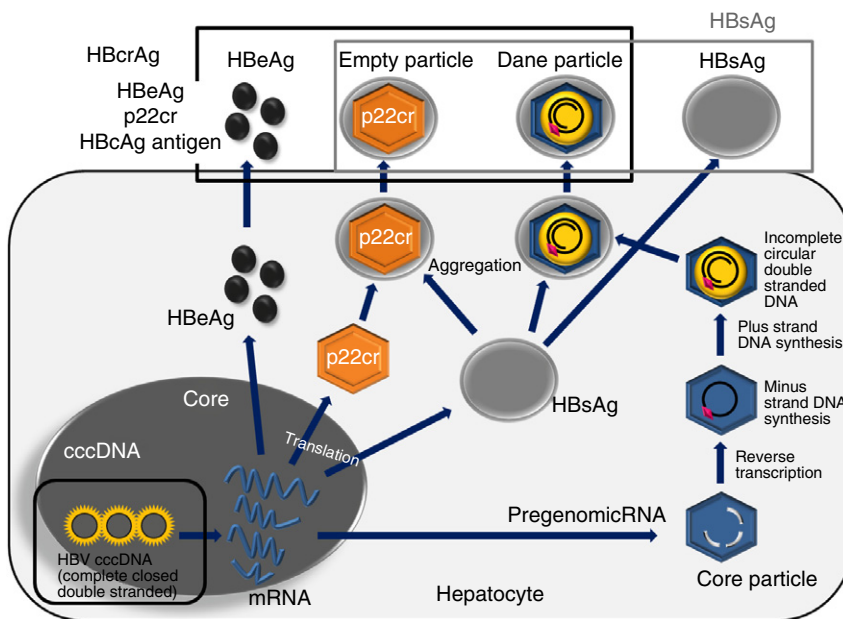 HBsAg
HBcrAg
HBeAg
p22cr
HBcAg antigen
HBeAg
Empty particle
Dane particle
HBsAg
p22cr
p22cr
Aggregation
HBeAg
p22cr
HBsAg
Incomplete
circular
double
stranded
DNA
Plus strand
DNA synthesis
Minus
strand DNA
synthesis
Reverse
transcription
Core
cccDNA
Translation
HBV cccDNA
(complete closed
double stranded)
mRNA
PregenomicRNA
Core particle
Hepatocyte